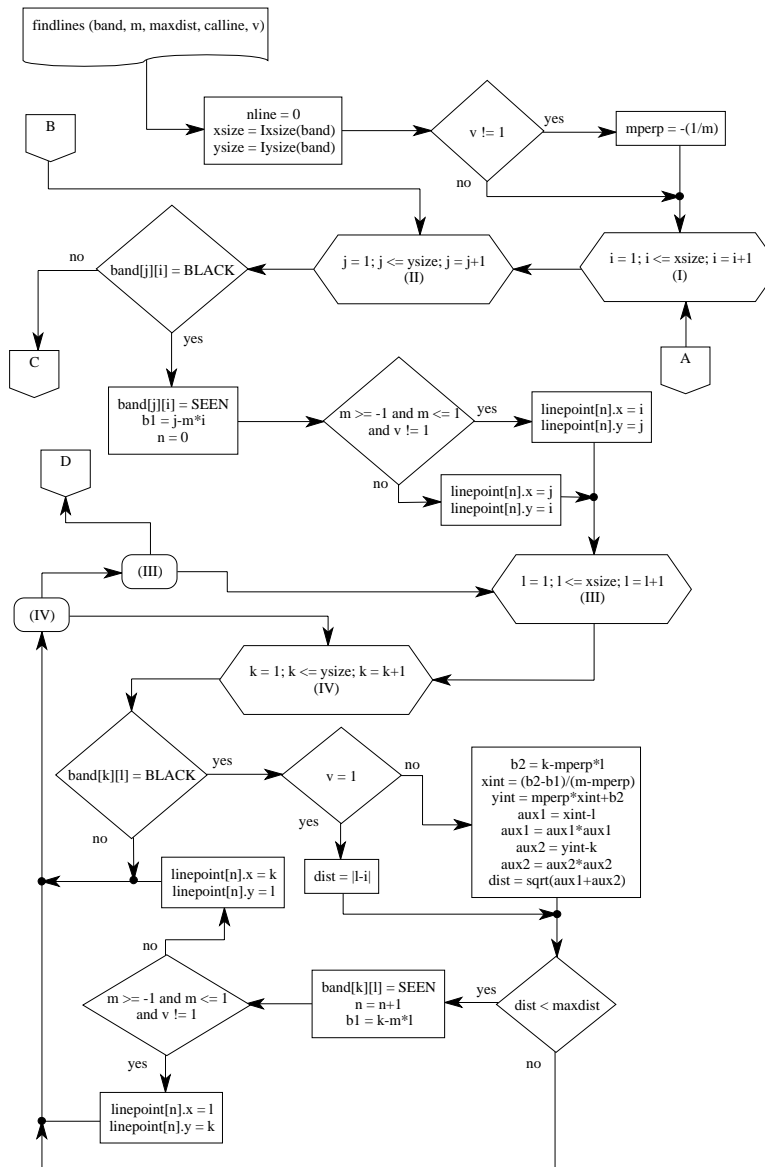 findlines (band, m, maxdist, calline, v)
nline = 0
xsize = Ixsize(band)
ysize = Iysize(band)
v != 1
yes
mperp = -(1/m)
no
B
i = 1; i <= xsize; i = i+1
(I)
j = 1; j <= ysize; j = j+1
(II)
band[j][i] = BLACK
no
yes
C
A
band[j][i] = SEEN
b1 = j-m*i
n = 0
m >= -1 and m <= 1
and v != 1
yes
linepoint[n].x = i
linepoint[n].y = j
no
linepoint[n].x = j
linepoint[n].y = i
D
(III)
l = 1; l <= xsize; l = l+1
(III)
(IV)
k = 1; k <= ysize; k = k+1
(IV)
band[k][l] = BLACK
yes
no
v = 1
no
yes
b2 = k-mperp*l
xint = (b2-b1)/(m-mperp)
yint = mperp*xint+b2
aux1 = xint-l
aux1 = aux1*aux1
aux2 = yint-k
aux2 = aux2*aux2
dist = sqrt(aux1+aux2)
dist = |l-i|
linepoint[n].x = k
linepoint[n].y = l
no
m >= -1 and m <= 1
and v != 1
yes
band[k][l] = SEEN
n = n+1
b1 = k-m*l
yes
dist < maxdist
no
linepoint[n].x = l
linepoint[n].y = k